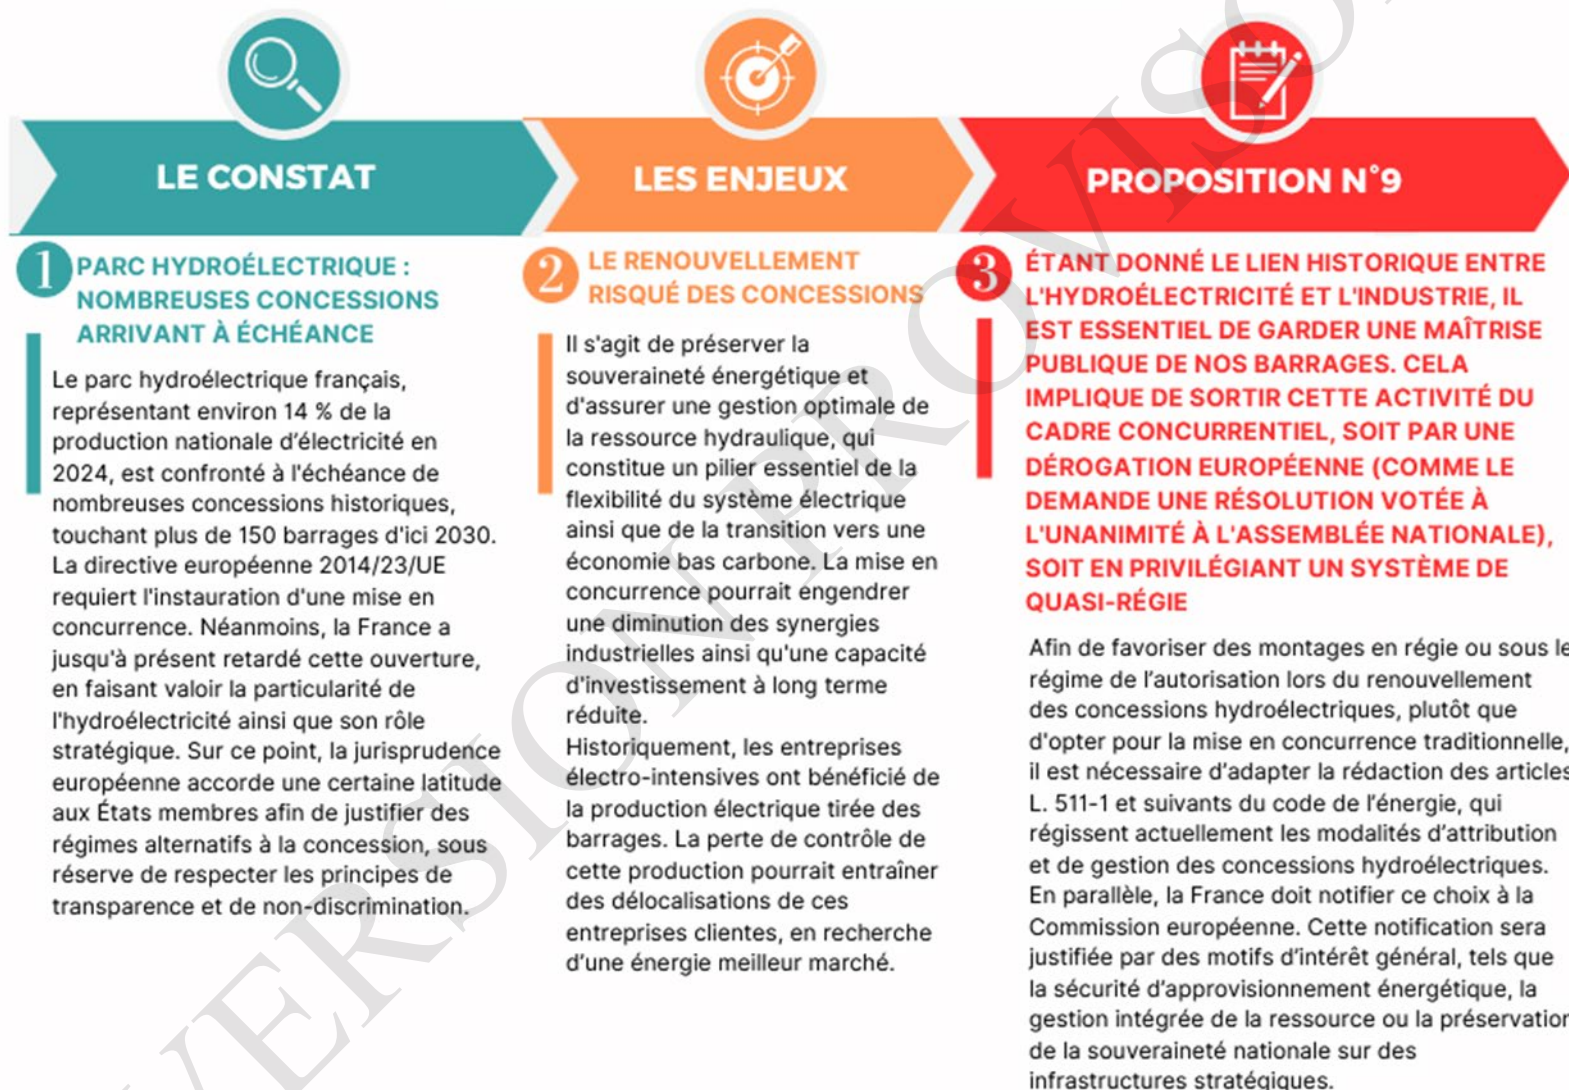 LE CONSTAT
1
PARC HYDROÉLECTRIQUE :
NOMBREUSES CONCESSIONS
ARRIVANT À ÉCHÉANCE
Le parc hydroélectrique français,
représentant environ 14 % de la
production nationale d’électricité en
2024, est confronté à l'échéance de
nombreuses concessions historiques,
touchant plus de 150 barrages d'ici 2030.
La directive européenne 2014/23/UE
requiert l'instauration d'une mise en
concurrence. Néanmoins, la France a
jusqu'à présent retardé cette ouverture,
en faisant valoir la particularité de
l'hydroélectricité ainsi que son rôle
stratégique. Sur ce point, la jurisprudence
européenne accorde une certaine latitude
aux États membres afin de justifier des
régimes alternatifs à la concession, sous
réserve de respecter les principes de
transparence et de non-discrimination.
LES ENJEUX
2
LE RENOUVELLEMENT
RISQUÉ DES CONCESSIONS
Il s'agit de préserver la
souveraineté énergétique et
d'assurer une gestion optimale de
la ressource hydraulique, qui
constitue un pilier essentiel de la
flexibilité du système électrique
ainsi que de la transition vers une
économie bas carbone. La mise en
concurrence pourrait engendrer
une diminution des synergies
industrielles ainsi qu'une capacité
d'investissement à long terme
réduite.
Historiquement, les entreprises
électro-intensives ont bénéficié de
la production électrique tirée des
barrages. La perte de contrôle de
cette production pourrait entraîner
des délocalisations de ces
entreprises clientes, en recherche
d’une énergie meilleur marché.
PROPOSITION N°9
3
ÉTANT DONNÉ LE LIEN HISTORIQUE ENTRE
L'HYDROÉLECTRICITÉ ET L'INDUSTRIE, IL
EST ESSENTIEL DE GARDER UNE MAÎTRISE
PUBLIQUE DE NOS BARRAGES. CELA
IMPLIQUE DE SORTIR CETTE ACTIVITÉ DU
CADRE CONCURRENTIEL, SOIT PAR UNE
DÉROGATION EUROPÉENNE (COMME LE
DEMANDE UNE RÉSOLUTION VOTÉE À
L'UNANIMITÉ À L'ASSEMBLÉE NATIONALE),
SOIT EN PRIVILÉGIANT UN SYSTÈME DE
QUASI-RÉGIE
Afin de favoriser des montages en régie ou sous le
régime de l’autorisation lors du renouvellement
des concessions hydroélectriques, plutôt que
d'opter pour la mise en concurrence traditionnelle,
il est nécessaire d’adapter la rédaction des articles
L. 511-1 et suivants du code de l’énergie, qui
régissent actuellement les modalités d’attribution
et de gestion des concessions hydroélectriques.
En parallèle, la France doit notifier ce choix à la
Commission européenne. Cette notification sera
justifiée par des motifs d’intérêt général, tels que
la sécurité d’approvisionnement énergétique, la
gestion intégrée de la ressource ou la préservation
de la souveraineté nationale sur des
infrastructures stratégiques.
VERSION PROVISO